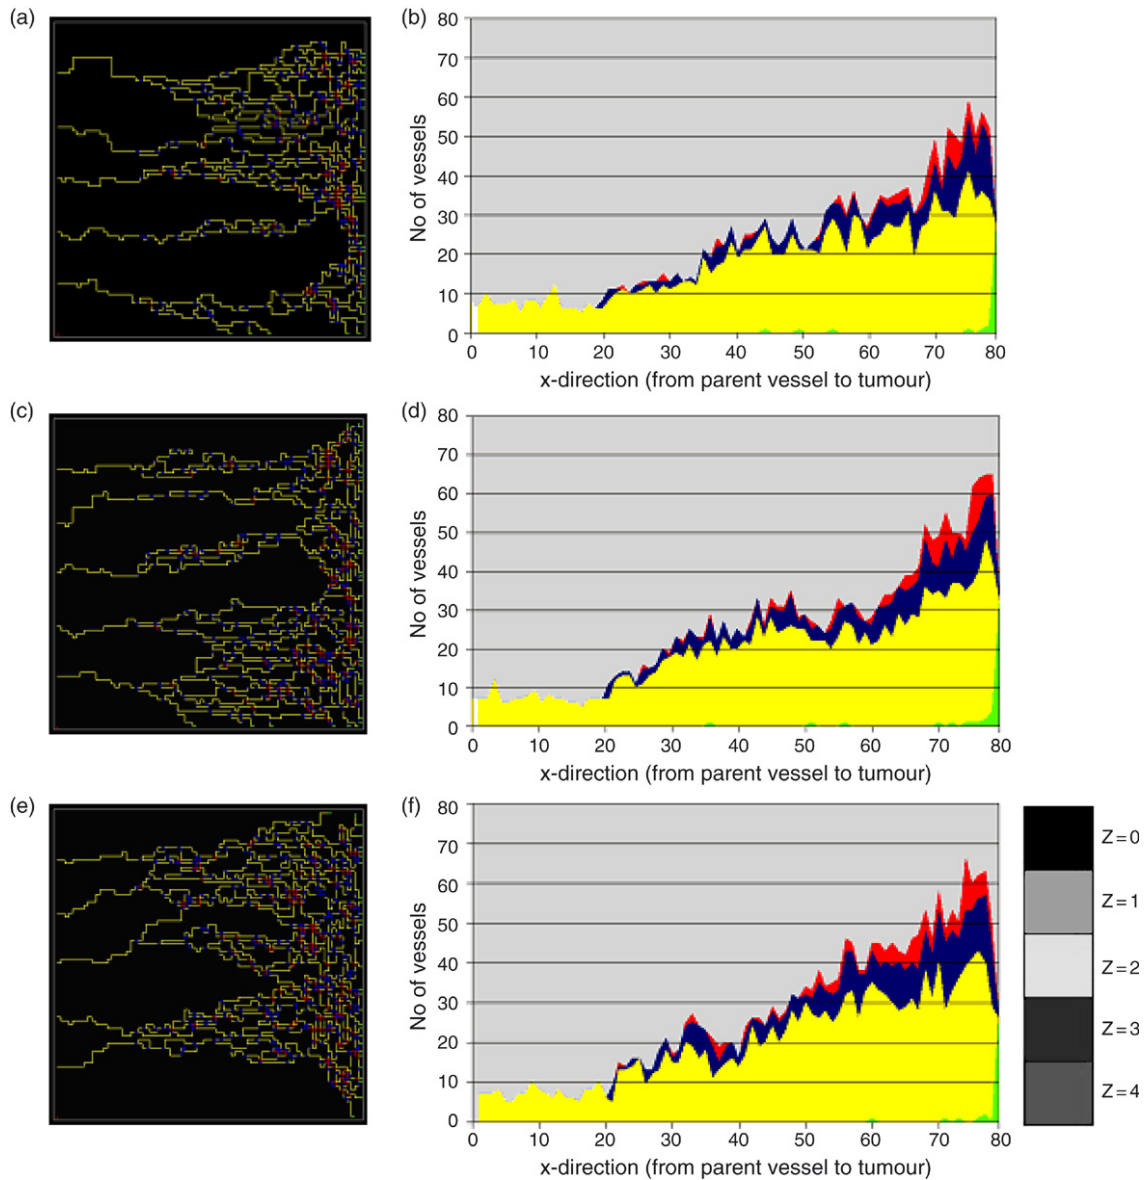 (a)
(b)
80
70
60
50
40
30
20
10
0
No of vessels
0 10 20 30 40 50 60 70 80
x-direction (from parent vessel to tumour)
(c)
(d)
80
70
60
50
40
30
20
10
0
No of vessels
0 10 20 30 40 50 60 70 80
x-direction (from parent vessel to tumour)
(e)
(f)
80
70
60
50
40
30
20
10
0
No of vessels
0 10 20 30 40 50 60 70 80
x-direction (from parent vessel to tumour)
Z=0
Z=1
Z=2
Z=3
Z=4